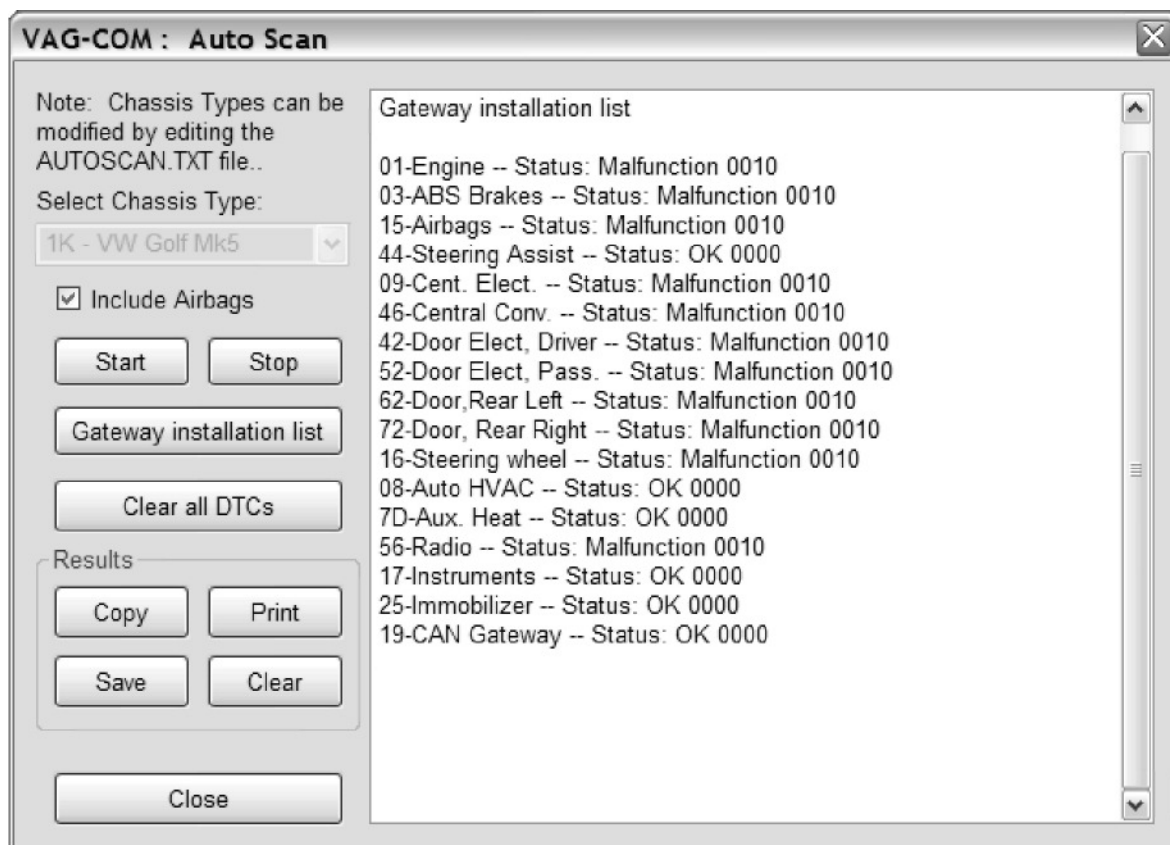 VAG-COM : Auto Scan
Note: Chassis Types can be
modified by editing the
AUTOSCAN.TXT file..
Select Chassis Type:
1K - VW Golf Mk5
Include Airbags
Start
Stop
Gateway installation list
Clear all DTCs
Results
Copy
Print
Save
Clear
Close
Gateway installation list
01-Engine -- Status: Malfunction 0010
03-ABS Brakes -- Status: Malfunction 0010
15-Airbags -- Status: Malfunction 0010
44-Steering Assist -- Status: OK 0000
09-Cent. Elect. -- Status: Malfunction 0010
46-Central Conv. -- Status: Malfunction 0010
42-Door Elect, Driver -- Status: Malfunction 0010
52-Door Elect, Pass. -- Status: Malfunction 0010
62-Door,Rear Left -- Status: Malfunction 0010
72-Door, Rear Right -- Status: Malfunction 0010
16-Steering wheel -- Status: Malfunction 0010
08-Auto HVAC -- Status: OK 0000
7D-Aux. Heat -- Status: OK 0000
56-Radio -- Status: Malfunction 0010
17-Instruments -- Status: OK 0000
25-Immobilizer -- Status: OK 0000
19-CAN Gateway -- Status: OK 0000